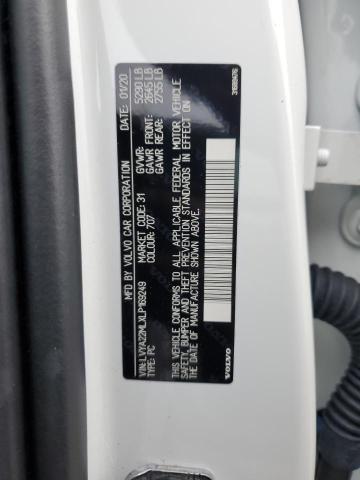 MFD BY VOLVO CAR CORPORATION DATE: 01/20
MARKET CODE: 31 GVWR: 5290 LB
COLOUR: 707 GAWR FRONT: 2645 LB
GAWR REAR: 2755 LB
VIN: LVYA22MLXLP169249
TYPE: PC
THIS VEHICLE CONFORMS TO ALL APPLICABLE FEDERAL MOTOR VEHICLE
SAFETY, BUMPER AND THEFT PREVENTION STANDARDS IN EFFECT ON
THE DATE OF MANUFACTURE SHOWN ABOVE.
VOLVO